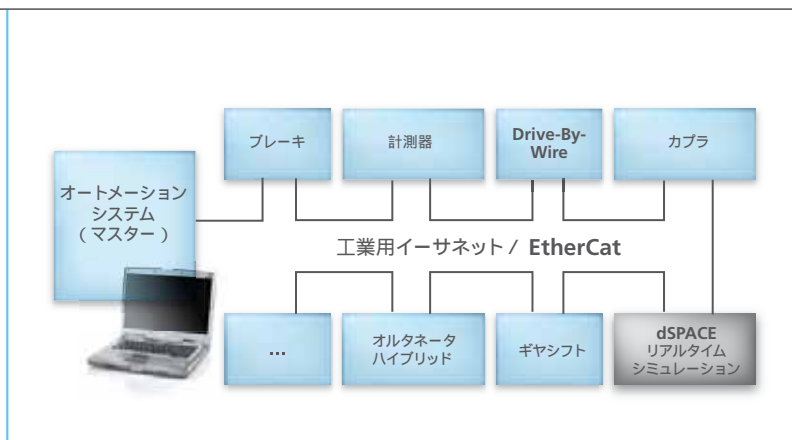 ブレーキ
計測器
Drive-By-
Wire
カプラ
オートメーション
システム
( マスター )
工業用イーサネット / EtherCat
...
オルタネータ
ハイブリッド
ギヤシフト
dSPACE
リアルタイム
シミュレーション